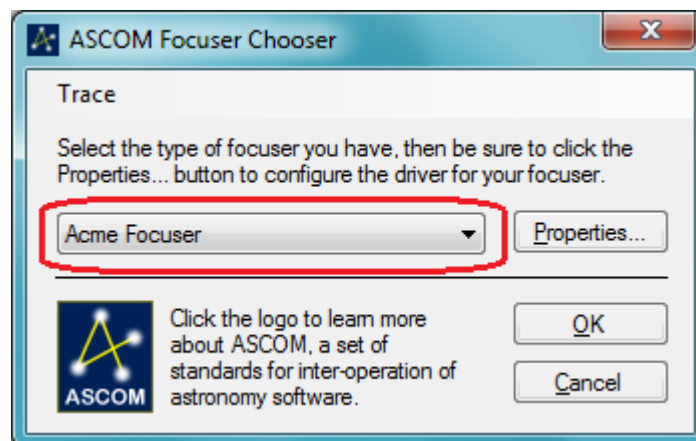 ASCOM Focuser Chooser
x
Trace
Select the type of focuser you have, then be sure to click the
Properties... button to configure the driver for your focuser.
Acme Focuser
Properties...
Click the logo to learn more
about ASCOM, a set of
standards for inter-operation of
astronomy software.
ASCOM
OK
Cancel